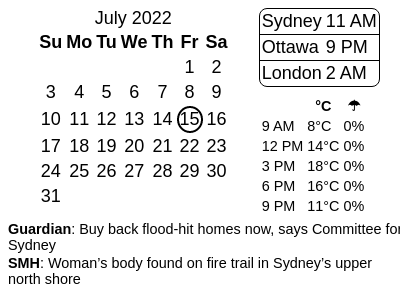 July 2022
Su Mo Tu We Th Fr Sa
1 2
3 4 5 6 7 8 9
10 11 12 13 14 15 16
17 18 19 20 21 22 23
24 25 26 27 28 29 30
31
Sydney 11 AM
Ottawa 9 PM
London 2 AM
°C ☂
9 AM 8°C 0%
12 PM 14°C 0%
3 PM 18°C 0%
6 PM 16°C 0%
9 PM 11°C 0%
Guardian: Buy back flood-hit homes now, says Committee for
Sydney
SMH: Woman’s body found on fire trail in Sydney’s upper
north shore